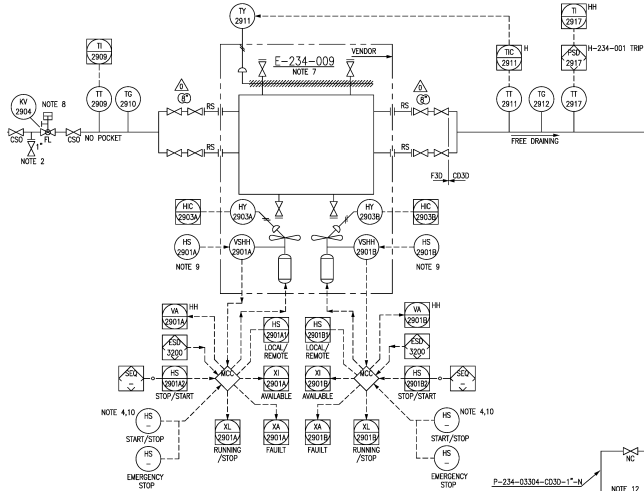 TY
2911
E-234-009
NOTE 7
VENDOR
TI
2917
HH
TIC
2911
H
PSD
2917
H-234-001 TRIP
TI
2909
KV
2904
NOTE 8
TT
2909
TG
2910
0
8"
RS
RS
0
8"
TT
2911
TG
2912
TT
2917
CSO
1"
FL
CSO
NO POCKET
NOTE 2
RS
RS
FREE DRAINING
F3D
CD3D
HIC
2903A
HY
2903A
HY
2903B
HIC
2903B
HS
2901A
VSHH
2901A
VSHH
2901B
HS
2901B
NOTE 9
NOTE 9
VA
2901A
HH
HS
2901A1
LOCAL/
REMOTE
HS
2901B1
LOCAL/
REMOTE
VA
2901B
HH
ESD
3200
ESD
3200
SEQ
–
HS
2901A2
STOP/START
MCC
XI
2901A
AVAILABLE
XI
2901B
AVAILABLE
MCC
HS
2901B2
STOP/START
SEQ
–
NOTE 4,10
HS
–
START/STOP
XL
2901A
RUNNING
/STOP
XA
2901A
FAUILT
XA
2901B
FAUILT
XL
2901B
RUNNING
/STOP
HS
–
START/STOP
NOTE 4,10
HS
–
EMERGENCY
STOP
HS
–
EMERGENCY
STOP
NC
P-234-03304-CD3D-1"-N
NOTE 12